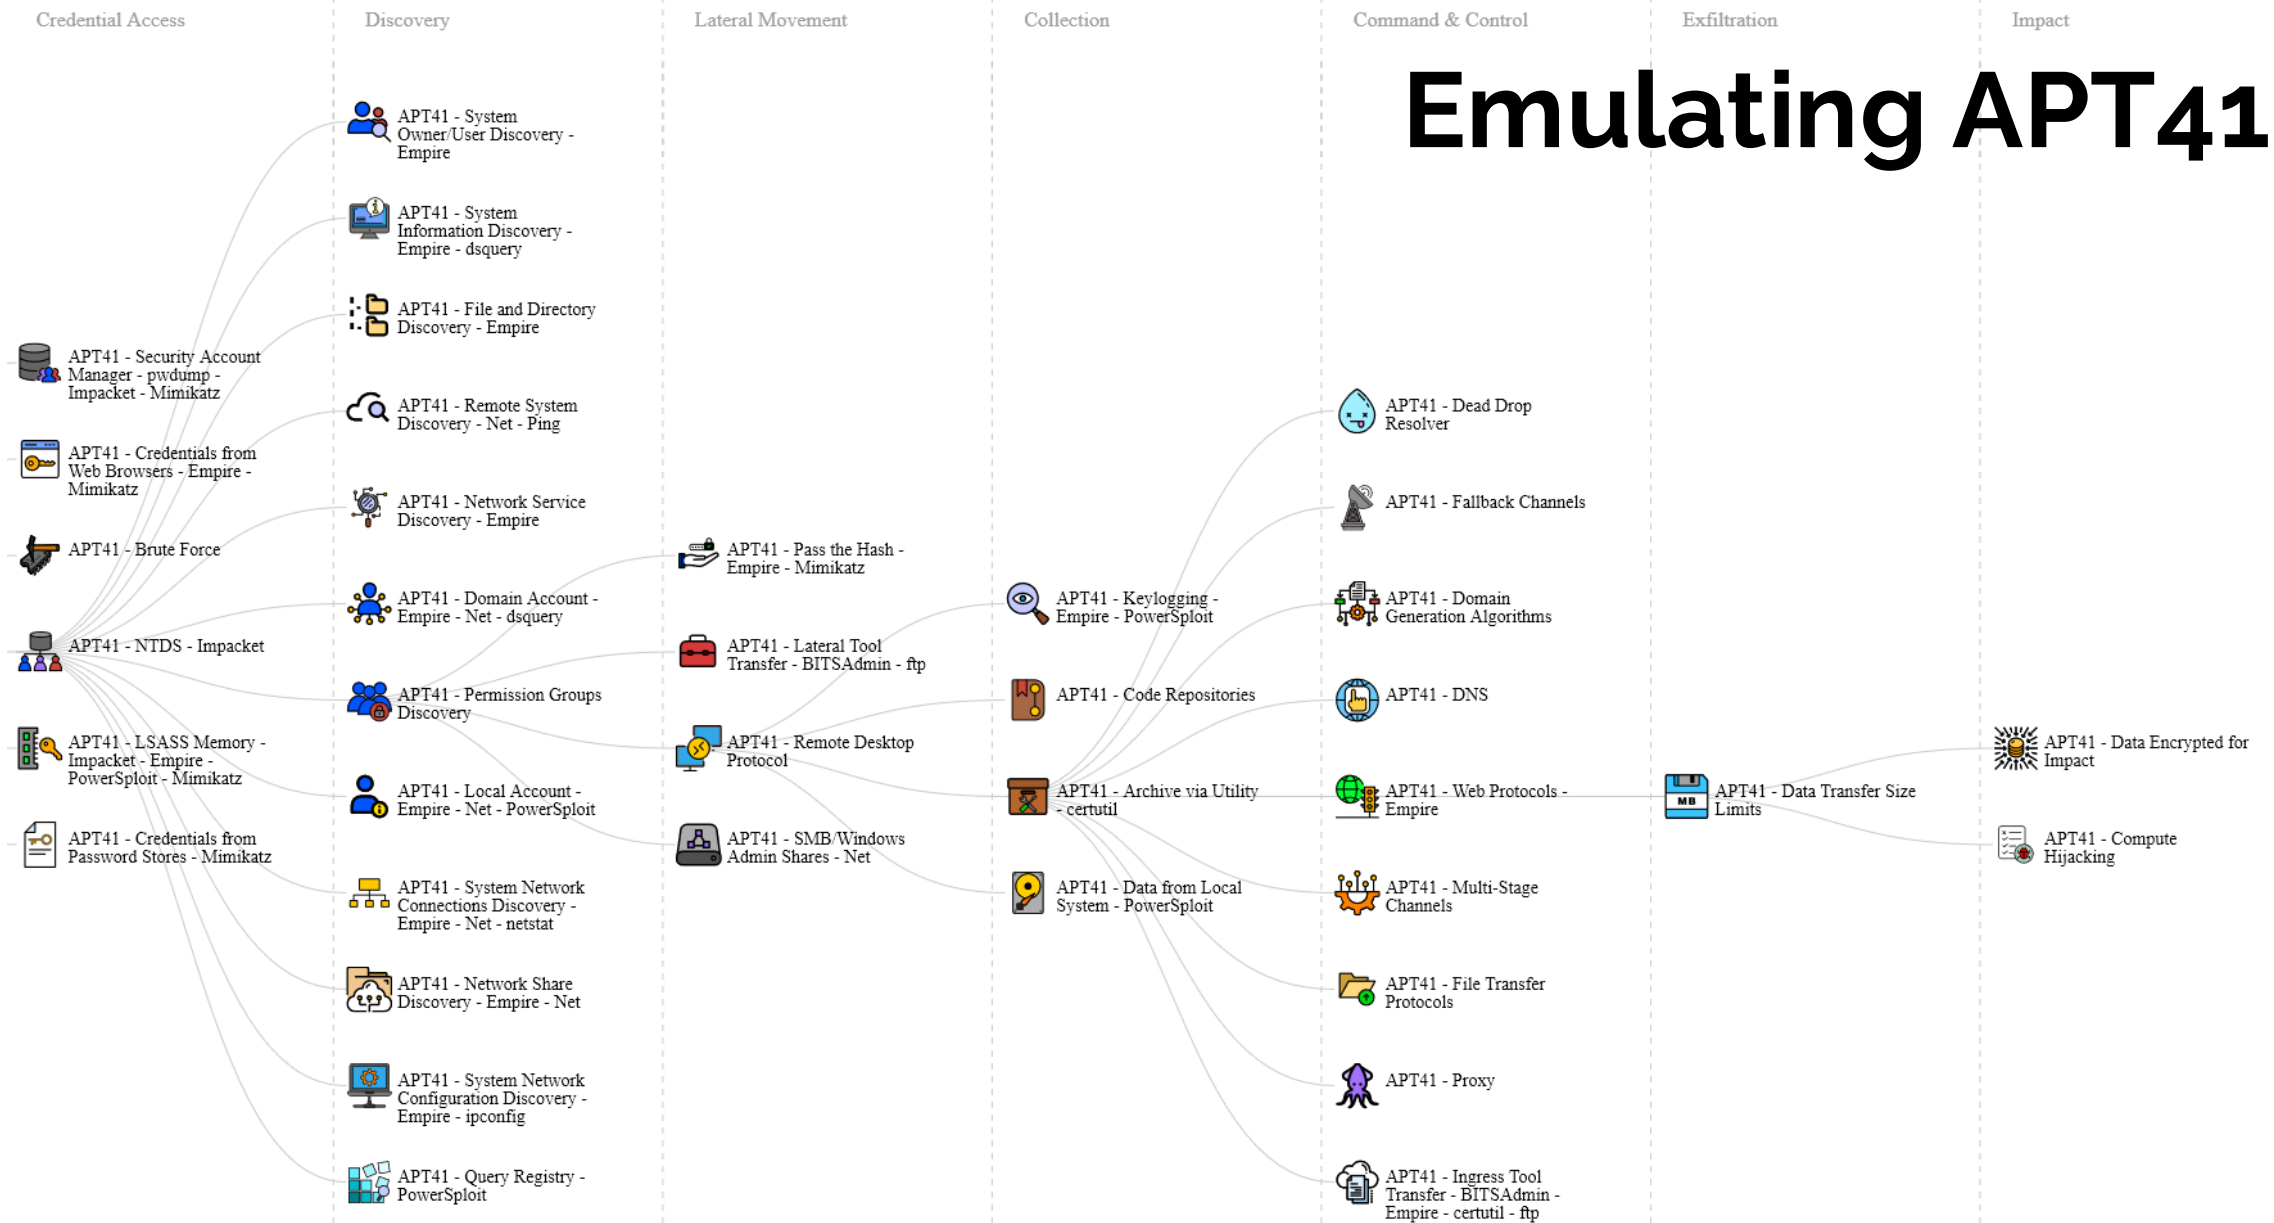 Credential Access
Discovery
Lateral Movement
Collection
Command & Control
Exfiltration
Impact
Emulating APT41
APT41 - Security Account
Manager - pwdump -
Impacket - Mimikatz
APT41 - Credentials from
Web Browsers - Empire -
Mimikatz
APT41 - Brute Force
APT41 - NTDS - Impacket
APT41 - LSASS Memory -
Impacket - Empire -
PowerSploit - Mimikatz
APT41 - Credentials from
Password Stores - Mimikatz
APT41 - System
Owner/User Discovery -
Empire
APT41 - System
Information Discovery -
Empire - dsquery
APT41 - File and Directory
Discovery - Empire
APT41 - Remote System
Discovery - Net - Ping
APT41 - Network Service
Discovery - Empire
APT41 - Domain Account -
Empire - Net - dsquery
APT41 - Permission Groups
Discovery
APT41 - Local Account -
Empire - Net - PowerSploit
APT41 - System Network
Connections Discovery -
Empire - Net - netstat
APT41 - Network Share
Discovery - Empire - Net
APT41 - System Network
Configuration Discovery -
Empire - ipconfig
APT41 - Query Registry -
PowerSploit
APT41 - Pass the Hash -
Empire - Mimikatz
APT41 - Lateral Tool
Transfer - BITSAdmin - ftp
APT41 - Remote Desktop
Protocol
APT41 - SMB/Windows
Admin Shares - Net
APT41 - Keylogging -
Empire - PowerSploit
APT41 - Code Repositories
APT41 - Archive via Utility
- certutil
APT41 - Data from Local
System - PowerSploit
APT41 - Dead Drop
Resolver
APT41 - Fallback Channels
APT41 - Domain
Generation Algorithms
APT41 - DNS
APT41 - Web Protocols -
Empire
APT41 - Multi-Stage
Channels
APT41 - File Transfer
Protocols
APT41 - Proxy
APT41 - Ingress Tool
Transfer - BITSAdmin -
Empire - certutil - ftp
MB
APT41 - Data Transfer Size
Limits
APT41 - Data Encrypted for
Impact
APT41 - Compute
Hijacking